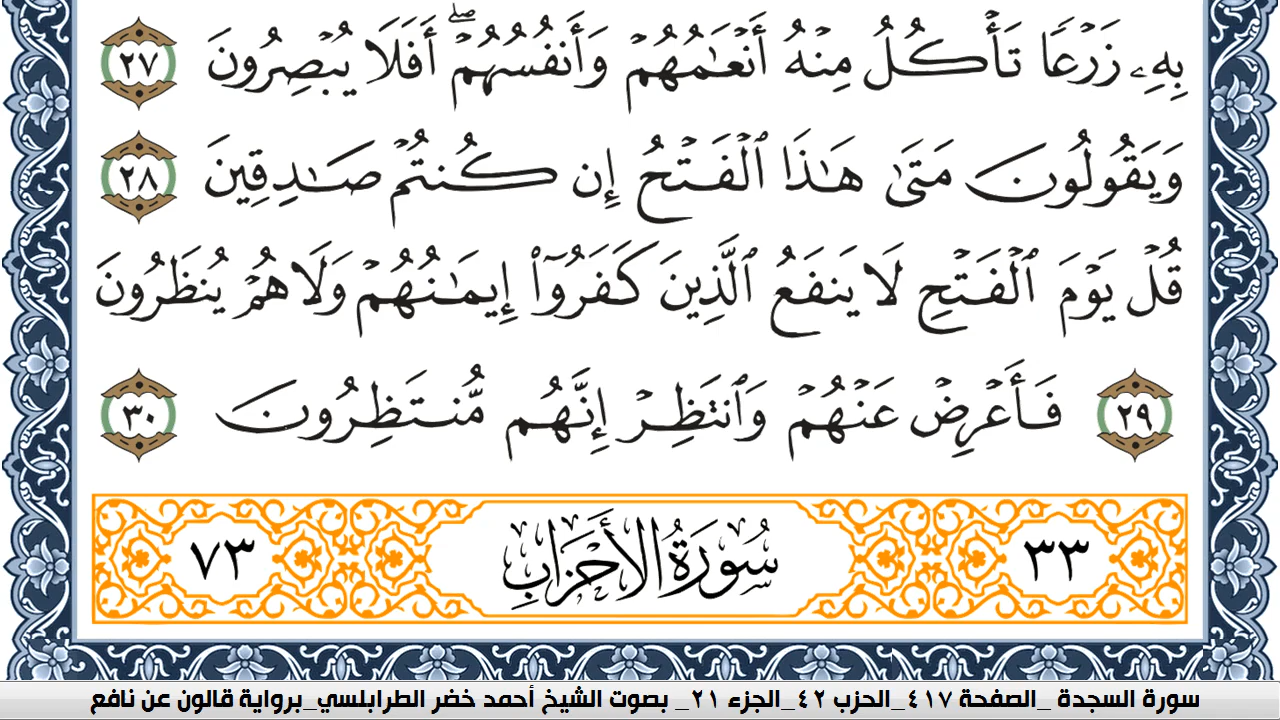 بِهِۦ زَرْعًا تَأْكُلُ مِنْهُ أَنْعَٰمُهُمْ وَأَنفُسُهُمْۖ أَفَلَا يُبْصِرُونَ ٢٧
وَيَقُولُونَ مَتَىٰ هَٰذَا ٱلْفَتْحُ إِن كُنتُمْ صَٰدِقِينَ ٢٨
قُلْ يَوْمَ ٱلْفَتْحِ لَا يَنفَعُ ٱلَّذِينَ كَفَرُوٓا۟ إِيمَٰنُهُمْ وَلَا هُمْ يُنظَرُونَ
٢٩ فَأَعْرِضْ عَنْهُمْ وَٱنتَظِرْ إِنَّهُم مُّنتَظِرُونَ ٣٠
٣٣ سُورَةُ الأَحْزَابِ ٧٣
سورة السجدة _الصفحة ٤١٧_الحزب ٤٢_الجزء ٢١_ بصوت الشيخ أحمد خضر الطرابلسي_برواية قالون عن نافع